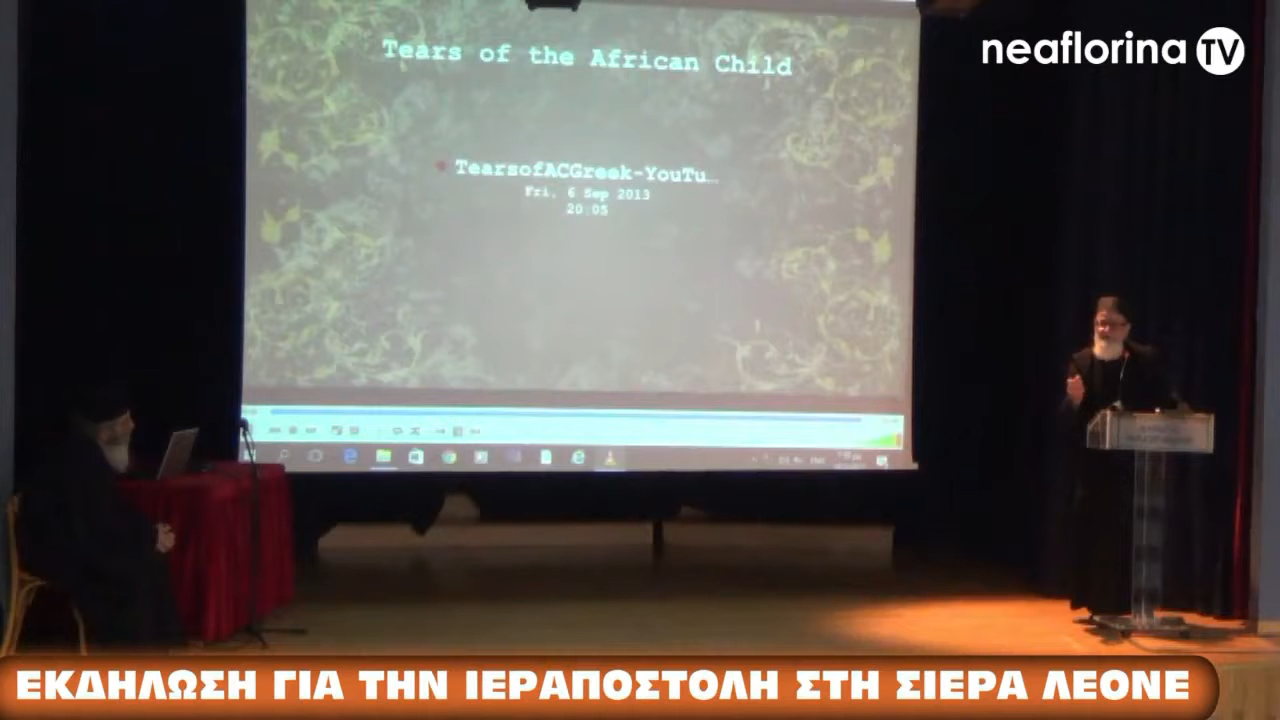 neaflorina TV
Tears of the African Child
TearsofACGreek-YouTu…
Fri, 6 Sep 2013
20:05
ΕΚΔΗΛΩΣΗ ΓΙΑ ΤΗΝ ΙΕΡΑΠΟΣΤΟΛΗ ΣΤΗ ΣΙΕΡΑ ΛΕΟΝΕ